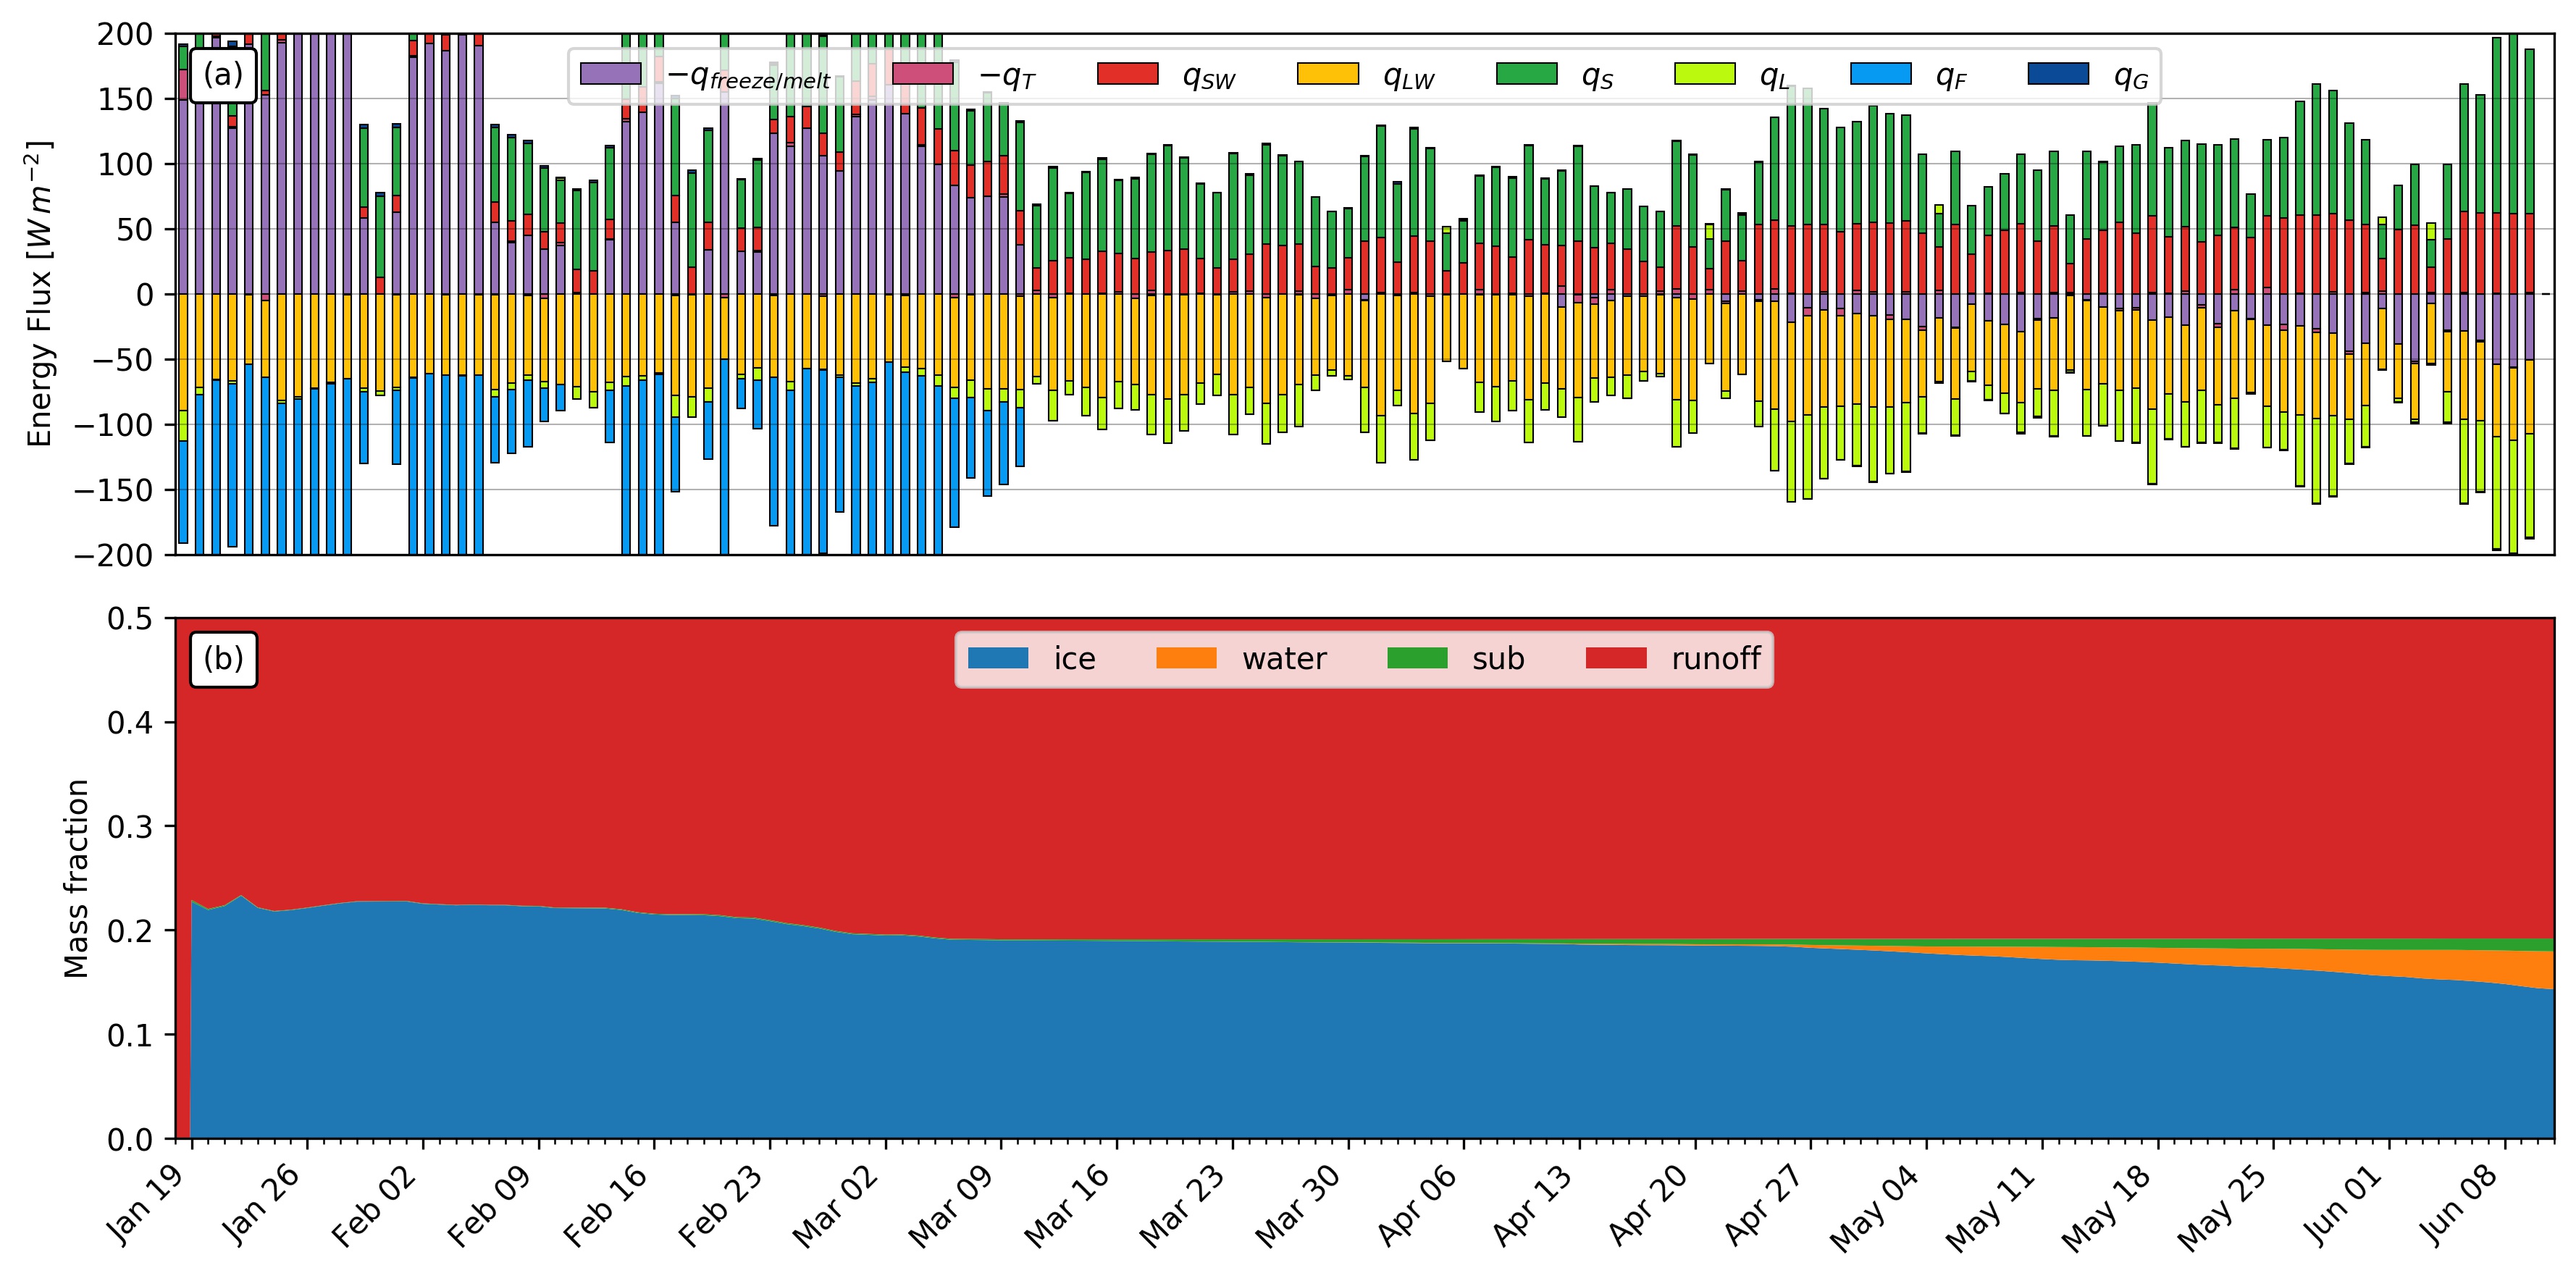 200
150
100
50
0
−50
−100
−150
−200
Energy Flux [W m⁻²]
(a)
−q_freeze/melt −q_T q_SW q_LW q_S q_L q_F q_G
0.5
0.4
0.3
0.2
0.1
0.0
Mass fraction
(b)
ice water sub runoff
Jan 19 Jan 26 Feb 02 Feb 09 Feb 16 Feb 23 Mar 02 Mar 09 Mar 16 Mar 23 Mar 30 Apr 06 Apr 13 Apr 20 Apr 27 May 04 May 11 May 18 May 25 Jun 01 Jun 08